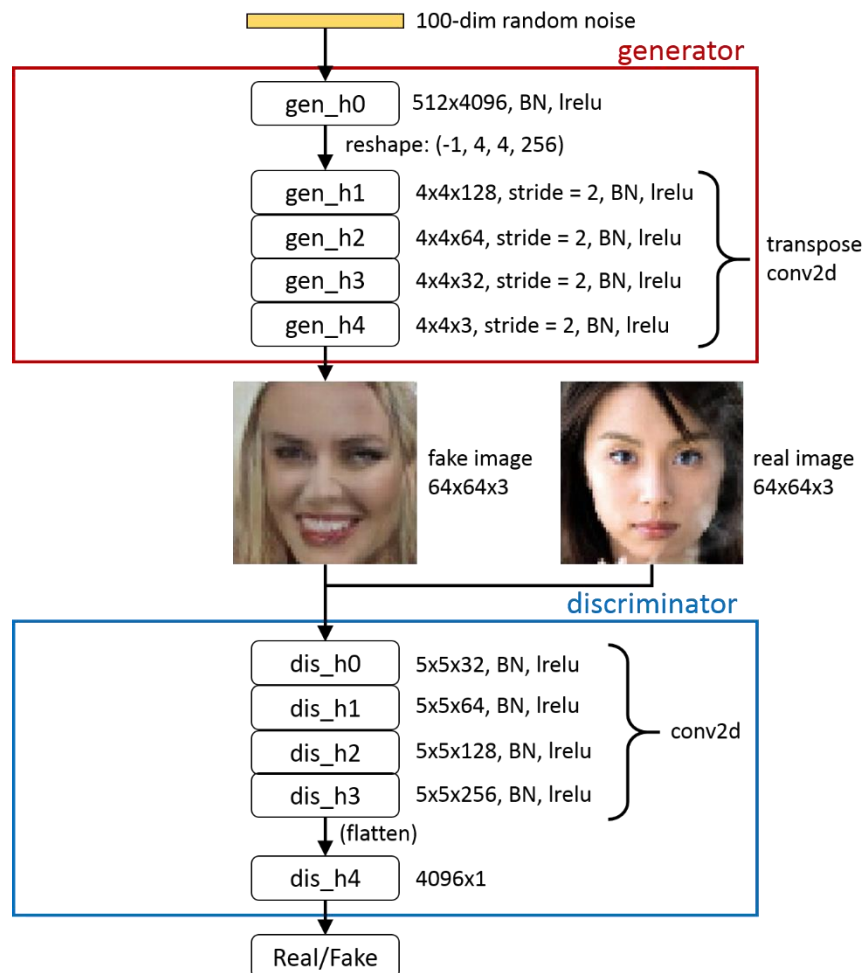 100-dim random noise
generator
gen_h0
512x4096, BN, lrelu
reshape: (-1, 4, 4, 256)
gen_h1
4x4x128, stride = 2, BN, lrelu
gen_h2
4x4x64, stride = 2, BN, lrelu
gen_h3
4x4x32, stride = 2, BN, lrelu
gen_h4
4x4x3, stride = 2, BN, lrelu
transpose
conv2d
fake image
64x64x3
real image
64x64x3
discriminator
dis_h0
5x5x32, BN, lrelu
dis_h1
5x5x64, BN, lrelu
dis_h2
5x5x128, BN, lrelu
dis_h3
5x5x256, BN, lrelu
conv2d
(flatten)
dis_h4
4096x1
Real/Fake